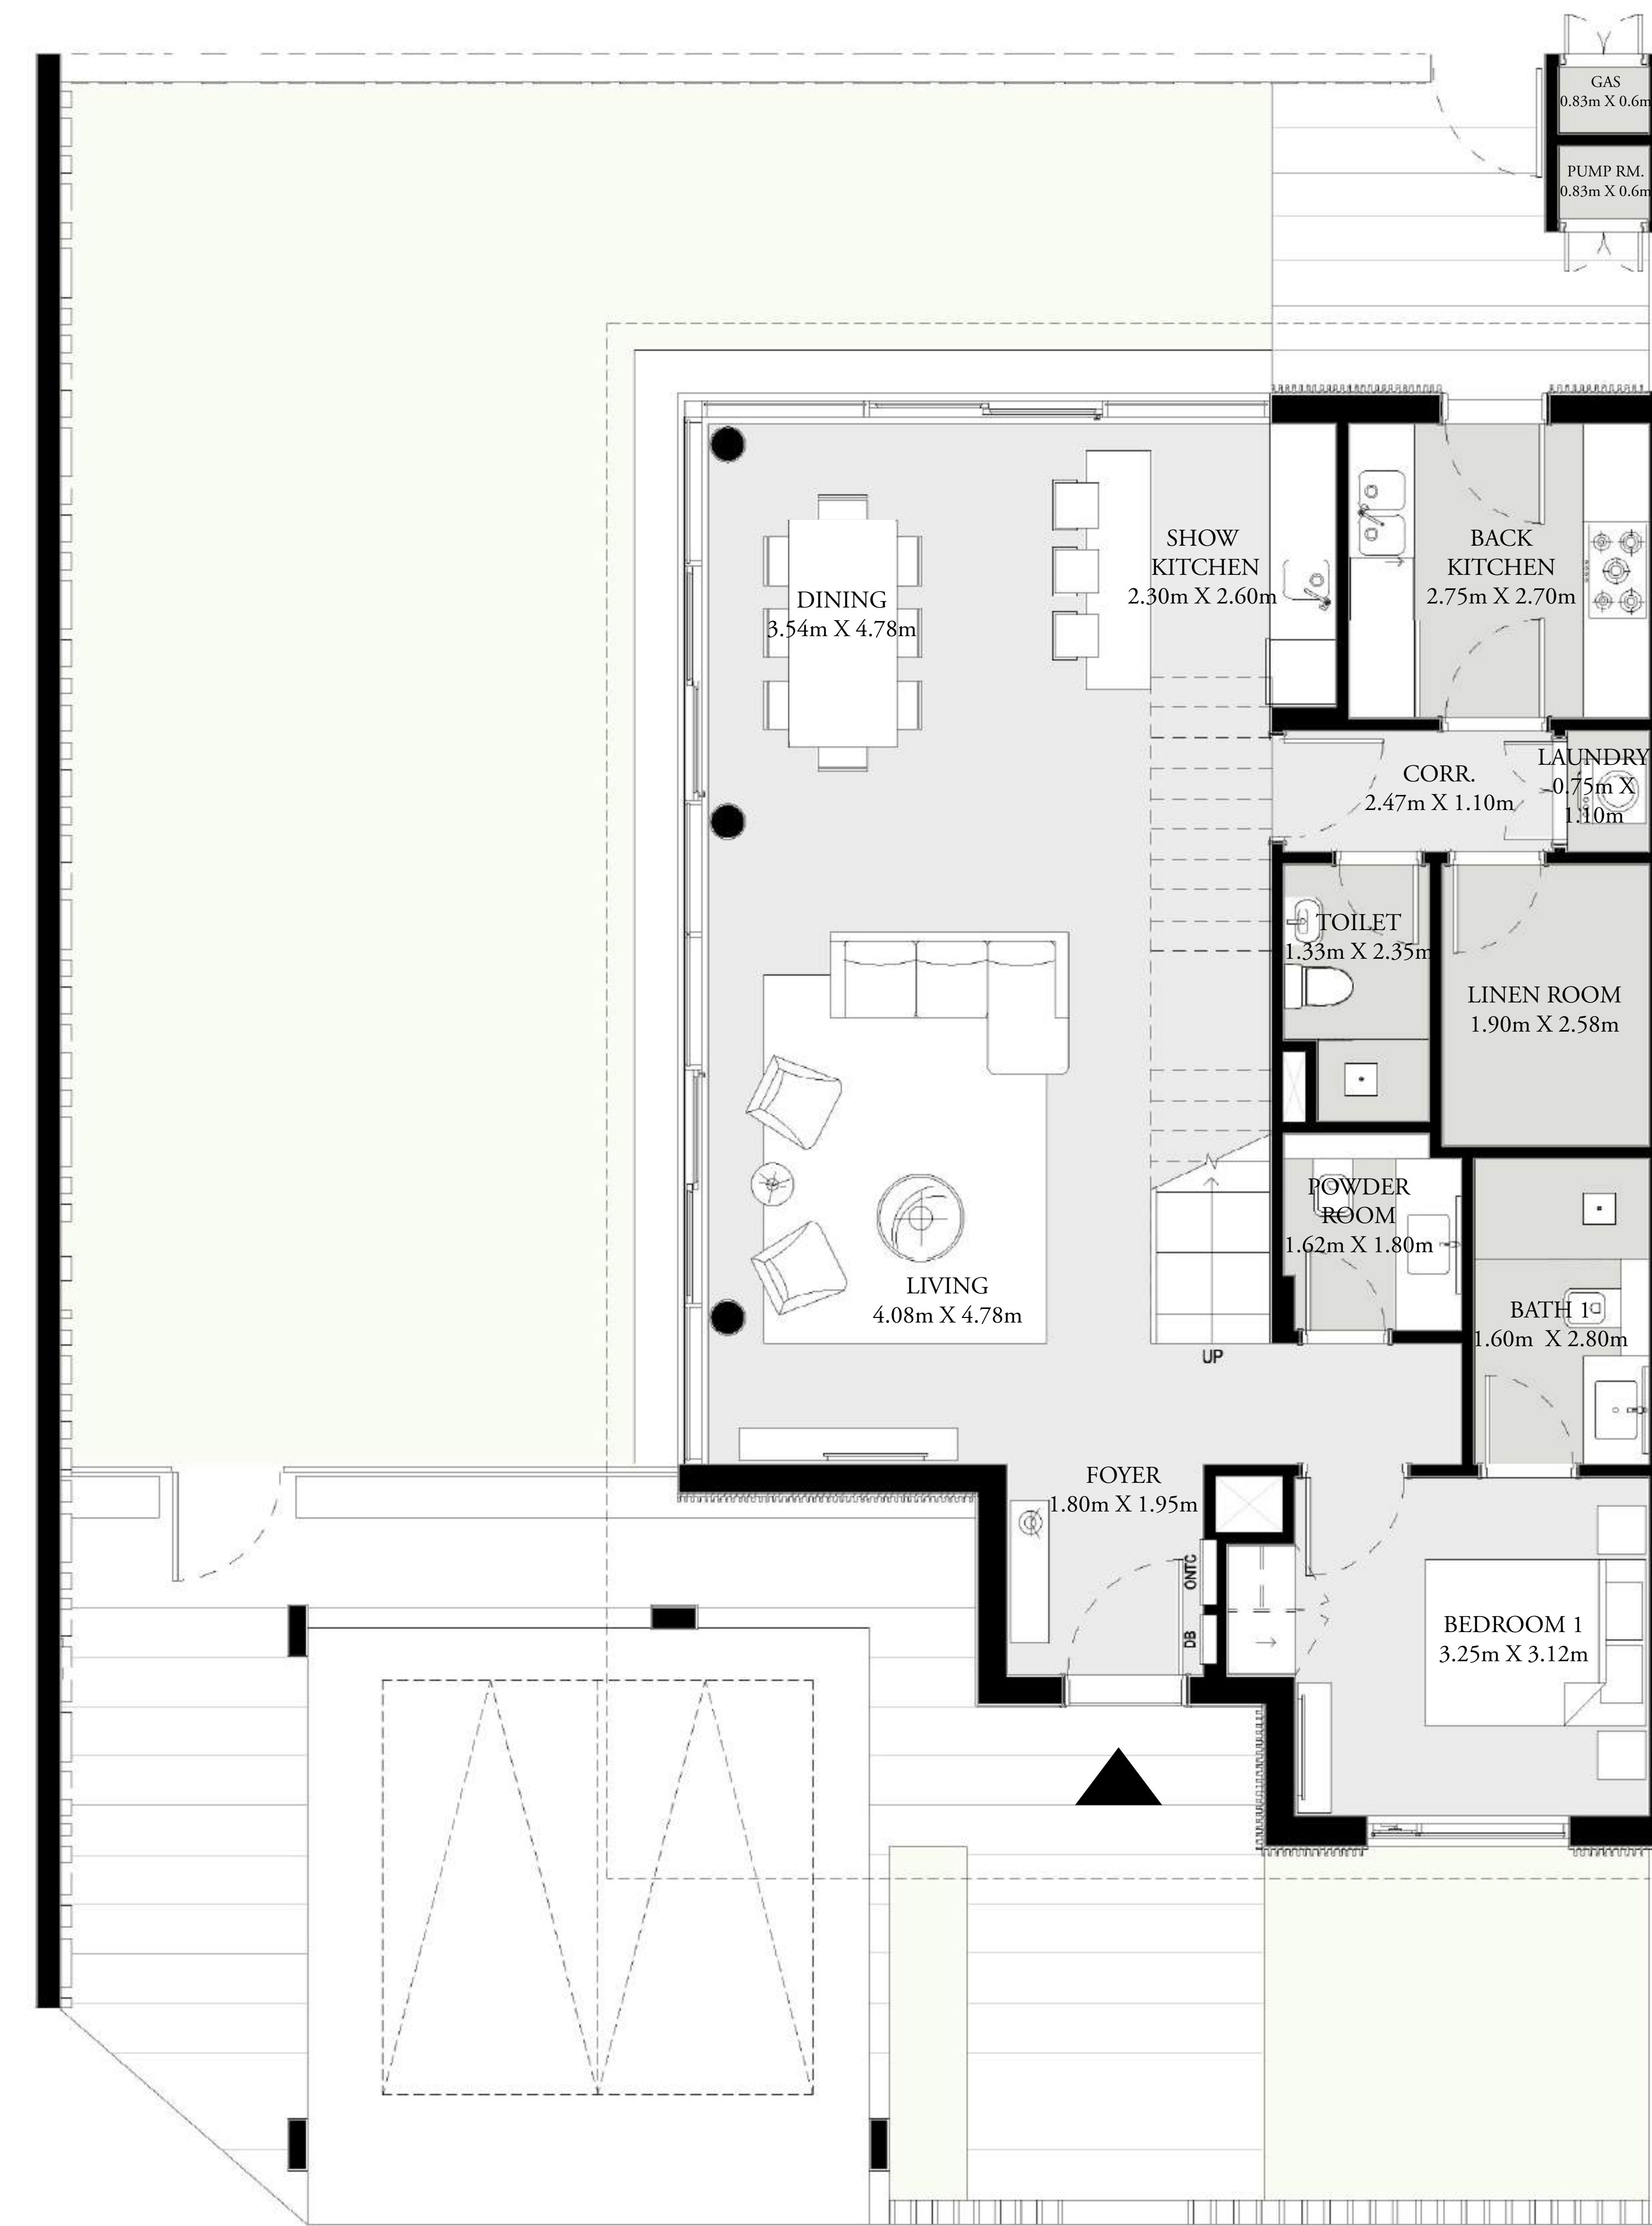 GAS
0.83m X 0.6m
PUMP RM.
0.83m X 0.6m
SHOW
KITCHEN
2.30m X 2.60m
BACK
KITCHEN
2.75m X 2.70m
DINING
3.54m X 4.78m
LAUNDRY
0.75m X
1.10m
CORR.
2.47m X 1.10m
TOILET
1.33m X 2.35m
LINEN ROOM
1.90m X 2.58m
POWDER
ROOM
1.62m X 1.80m
LIVING
4.08m X 4.78m
BATH 1
1.60m X 2.80m
UP
FOYER
1.80m X 1.95m
ONTC
DB
BEDROOM 1
3.25m X 3.12m